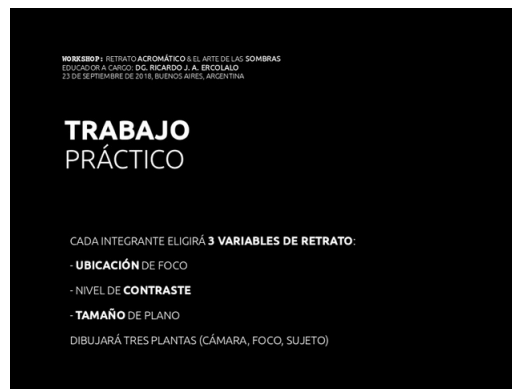 WORKSHOP: RETRATO ACROMÁTICO & EL ARTE DE LAS SOMBRAS
EDUCADOR A CARGO: DG. RICARDO J. A. ERCOLALO
23 DE SEPTIEMBRE DE 2018, BUENOS AIRES, ARGENTINA
TRABAJO
PRÁCTICO
CADA INTEGRANTE ELIGIRÁ 3 VARIABLES DE RETRATO:
- UBICACIÓN DE FOCO
- NIVEL DE CONTRASTE
- TAMAÑO DE PLANO
DIBUJARÁ TRES PLANTAS (CÁMARA, FOCO, SUJETO)